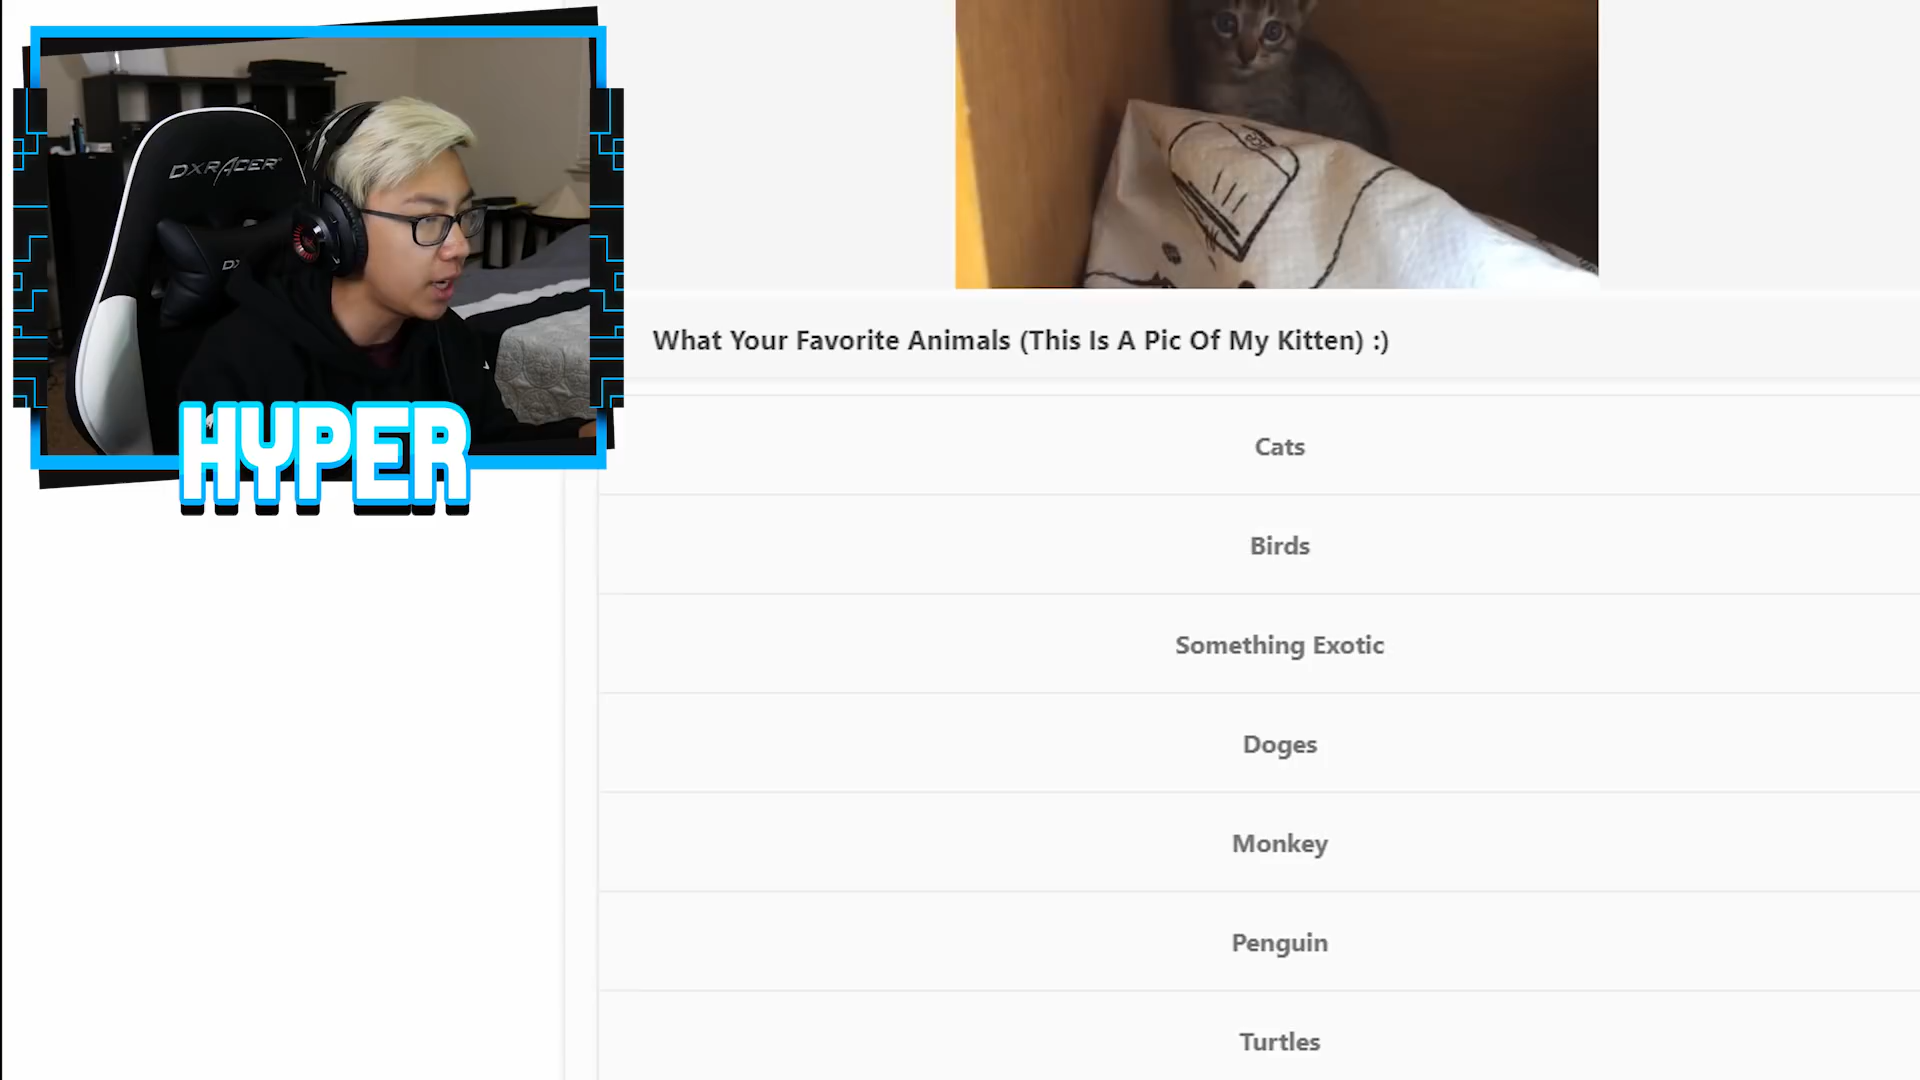 DXRACER
DX
HYPER
What Your Favorite Animals (This Is A Pic Of My Kitten) :)
Cats
Birds
Something Exotic
Doges
Monkey
Penguin
Turtles